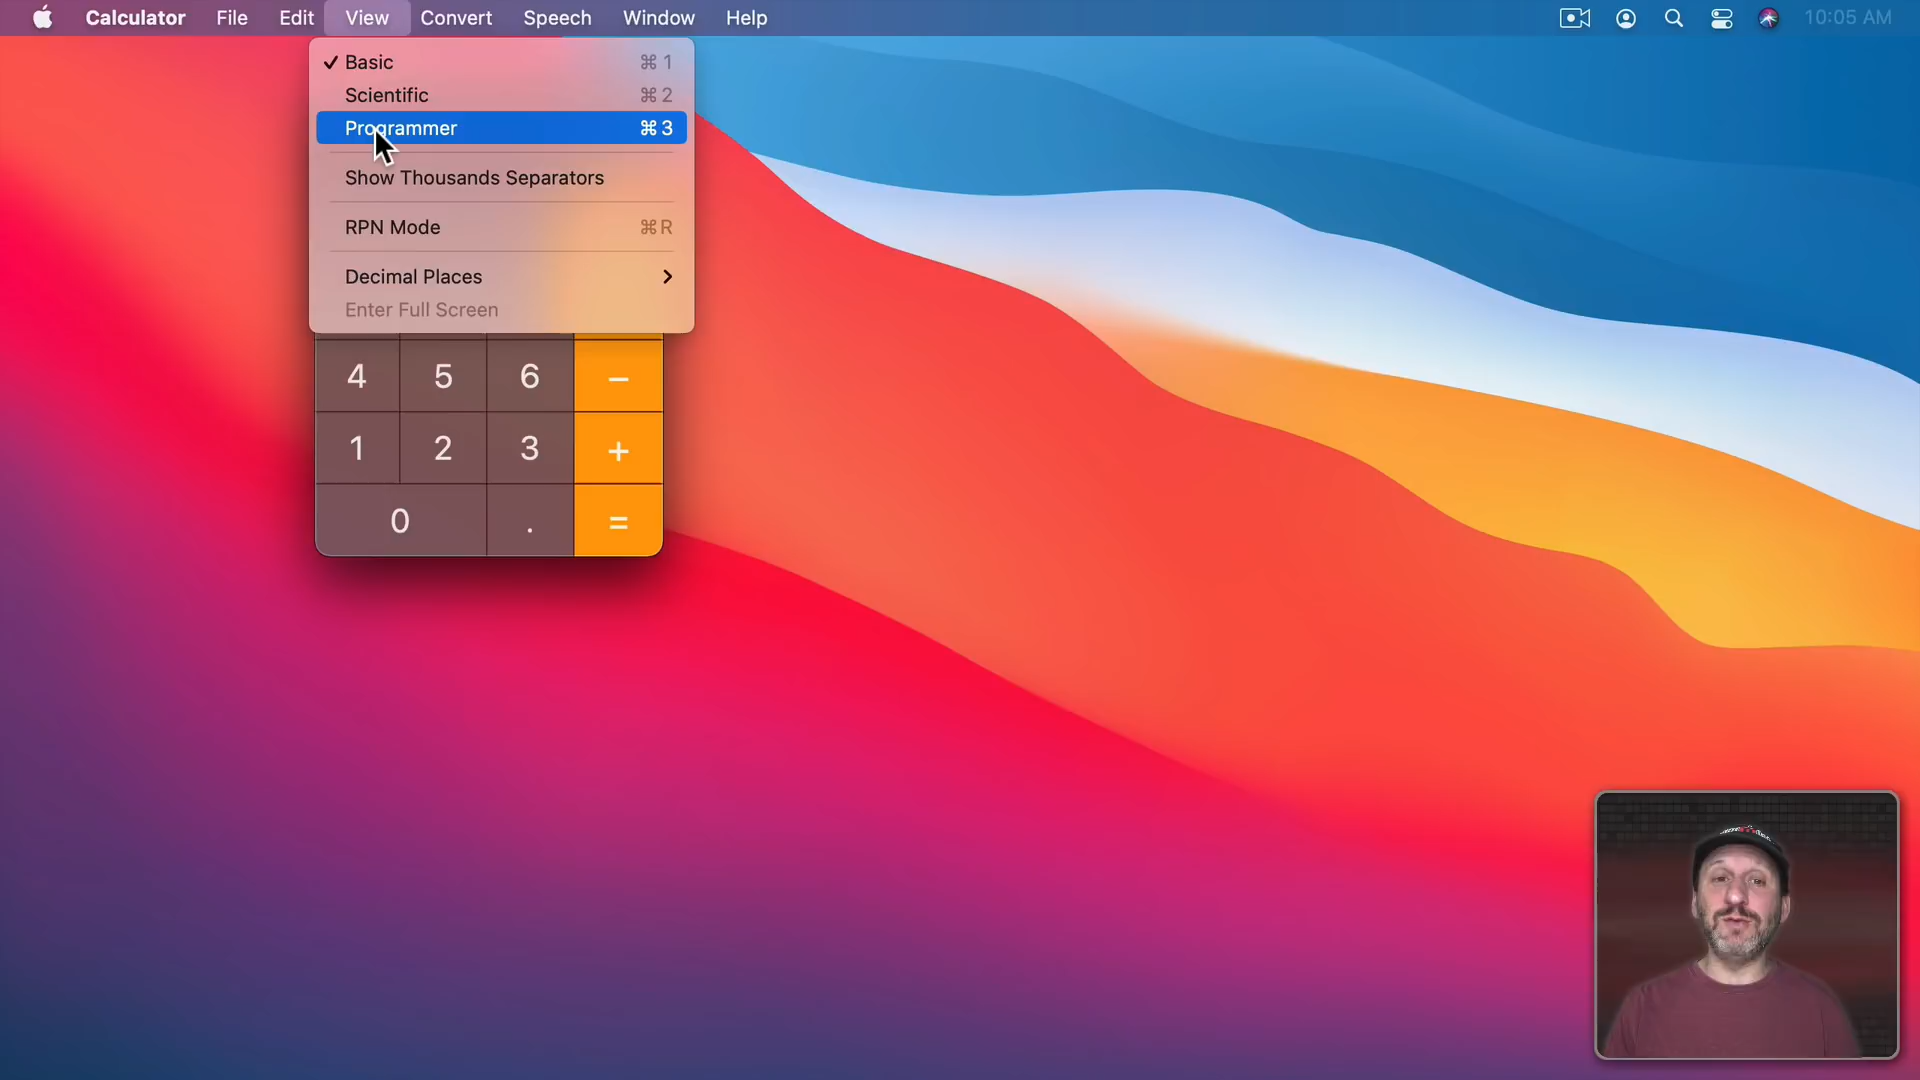 Calculator File Edit View Convert Speech Window Help 10:05 AM
✓ Basic ⌘ 1
Scientific ⌘ 2
Programmer ⌘ 3
Show Thousands Separators
RPN Mode ⌘ R
Decimal Places >
Enter Full Screen
4 5 6 −
1 2 3 +
0 . =